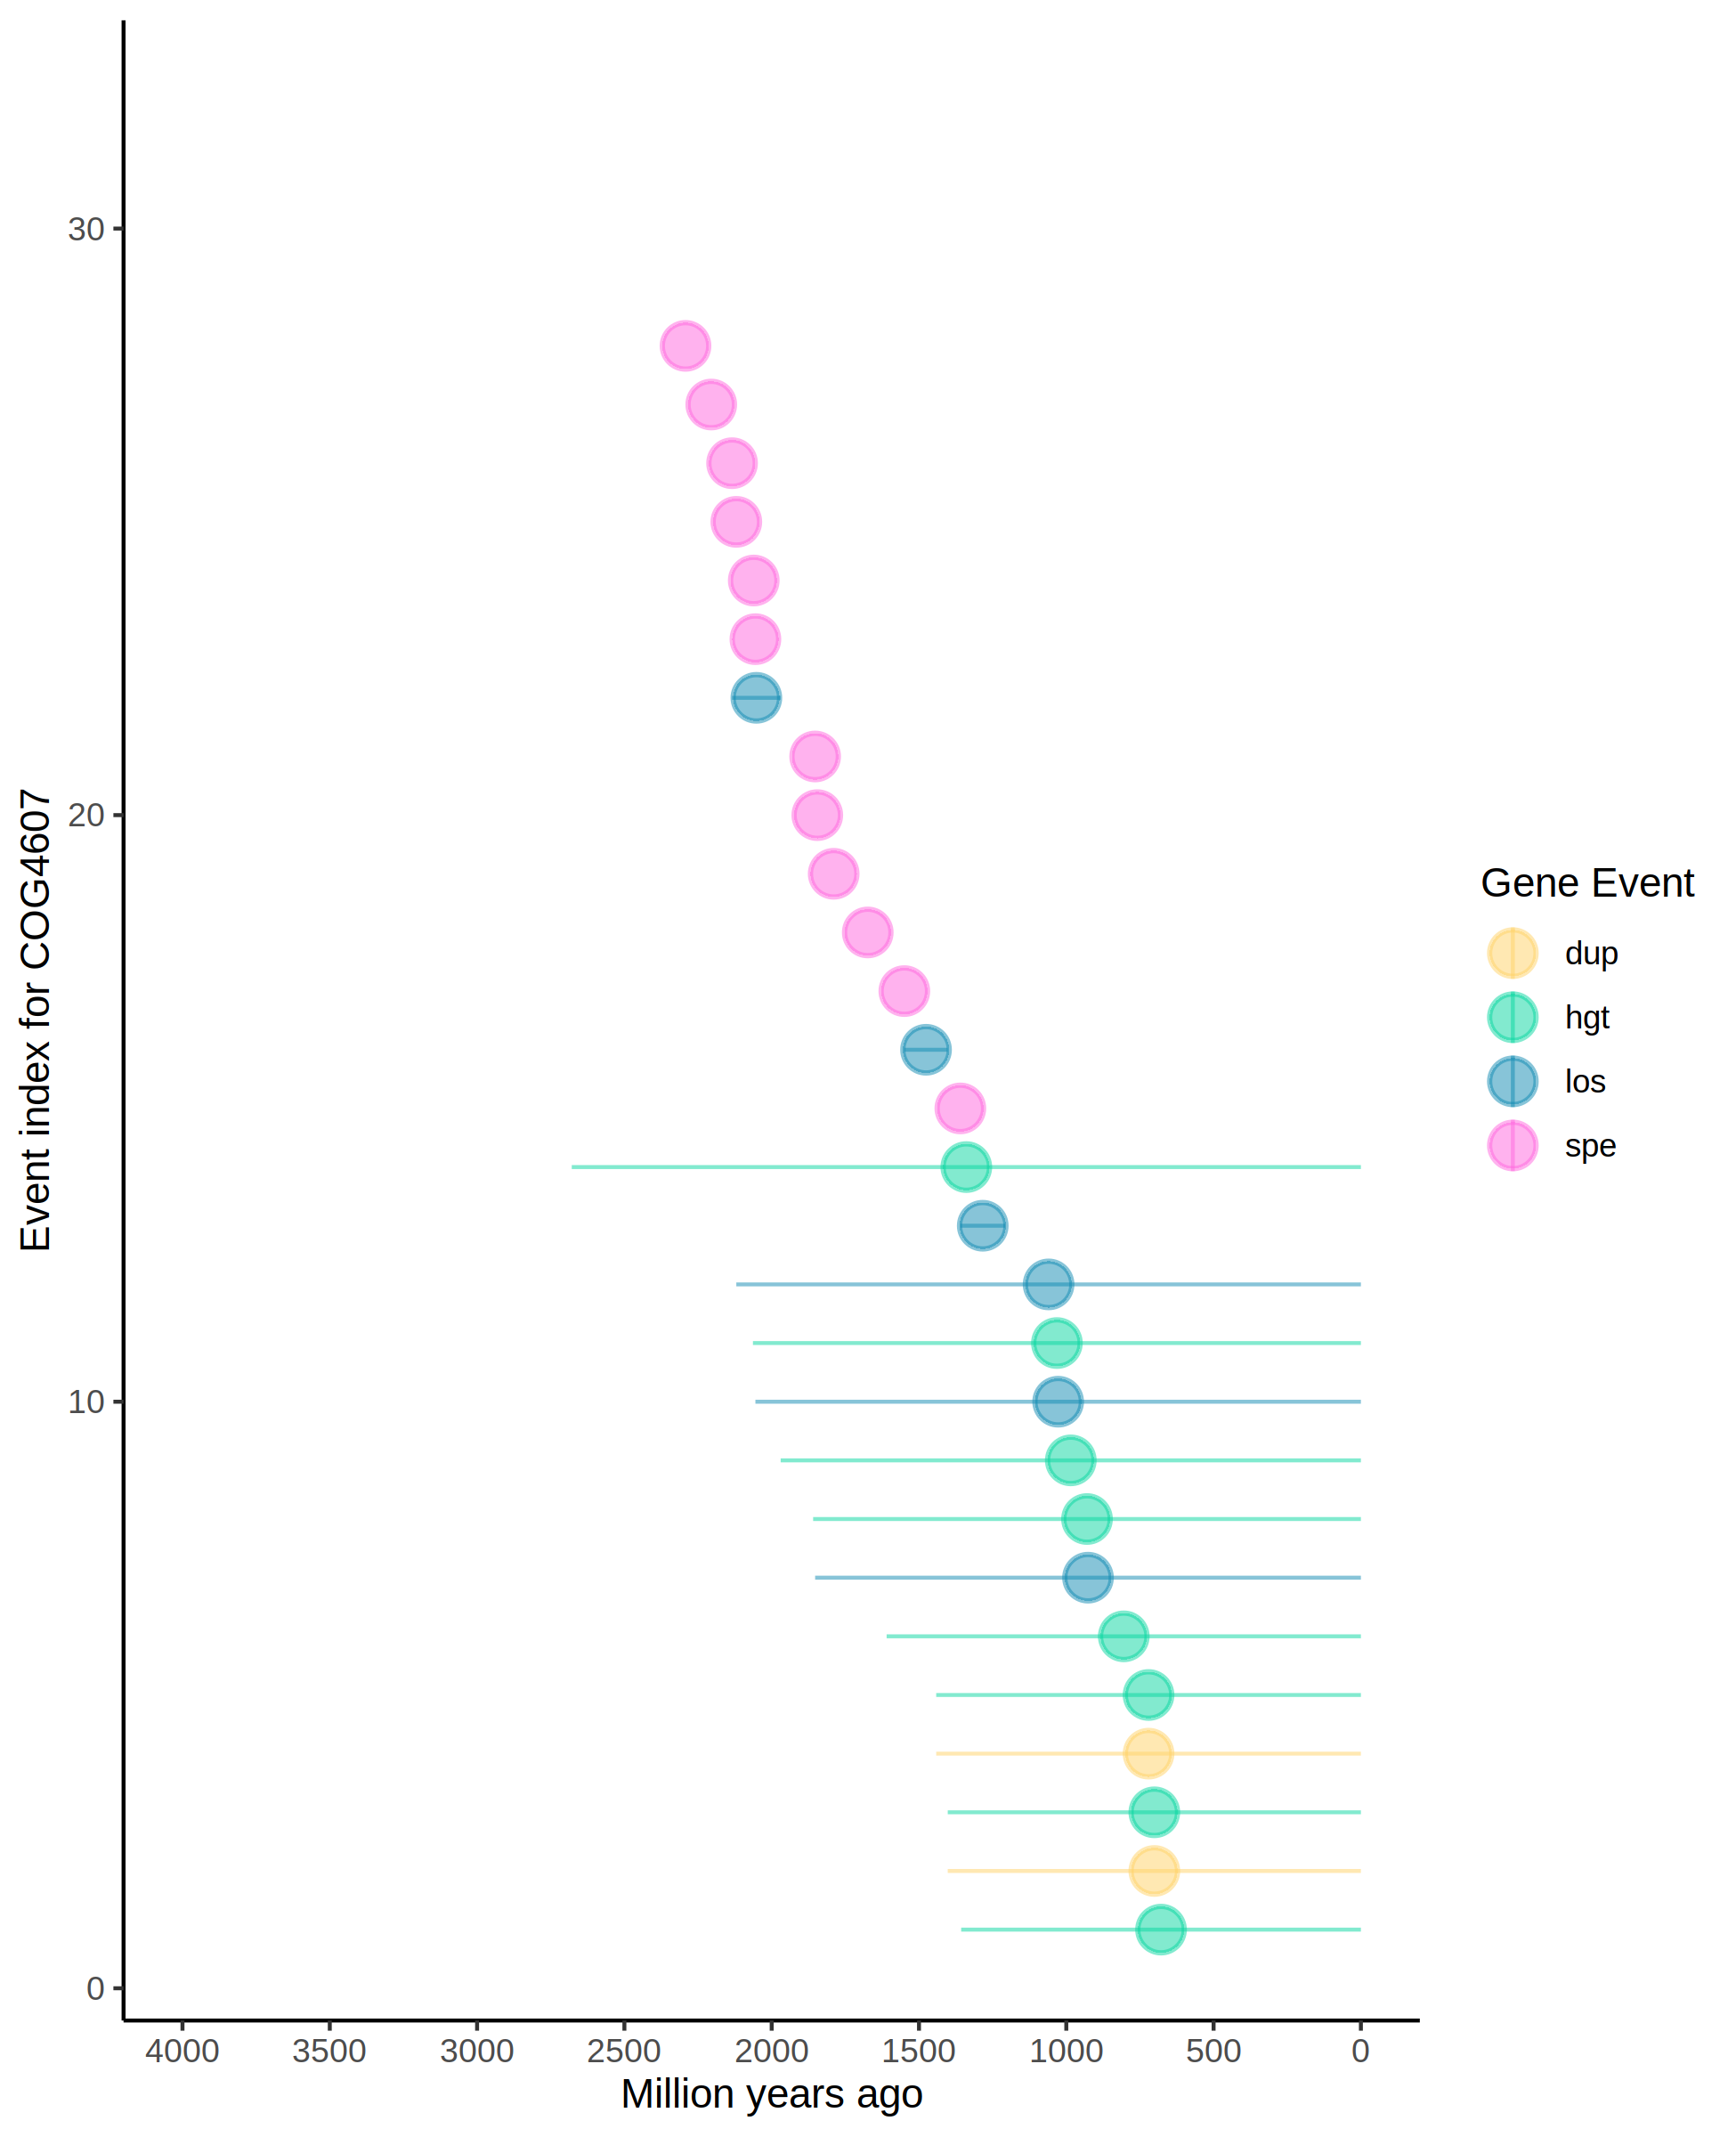 30
20
10
0
Event index for COG4607
4000 3500 3000 2500 2000 1500 1000 500 0
Million years ago
Gene Event
dup
hgt
los
spe